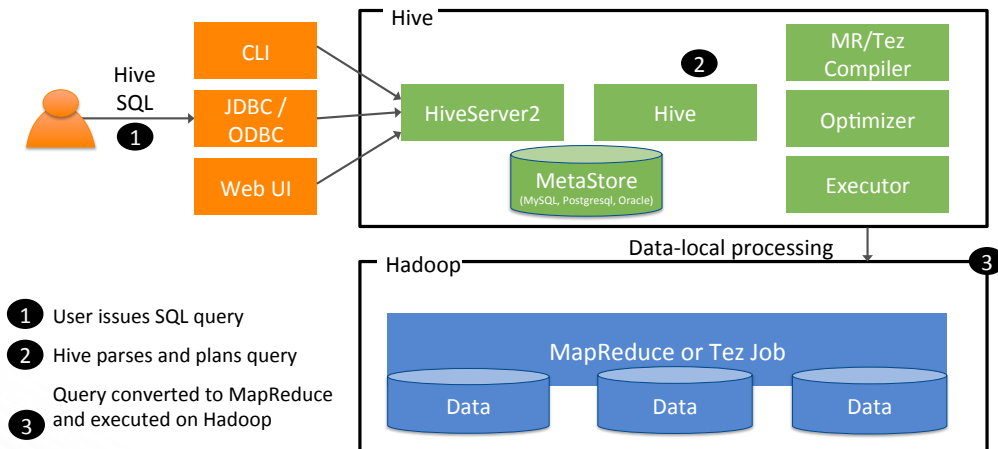 Hive
CLI
MR/Tez
Compiler
Hive
SQL
2
JDBC /
ODBC
HiveServer2
Hive
Optimizer
1
Web UI
MetaStore
(MySQL, Postgresql, Oracle)
Executor
Data-local processing
Hadoop
3
1 User issues SQL query
2 Hive parses and plans query
Query converted to MapReduce
3 and executed on Hadoop
MapReduce or Tez Job
Data
Data
Data